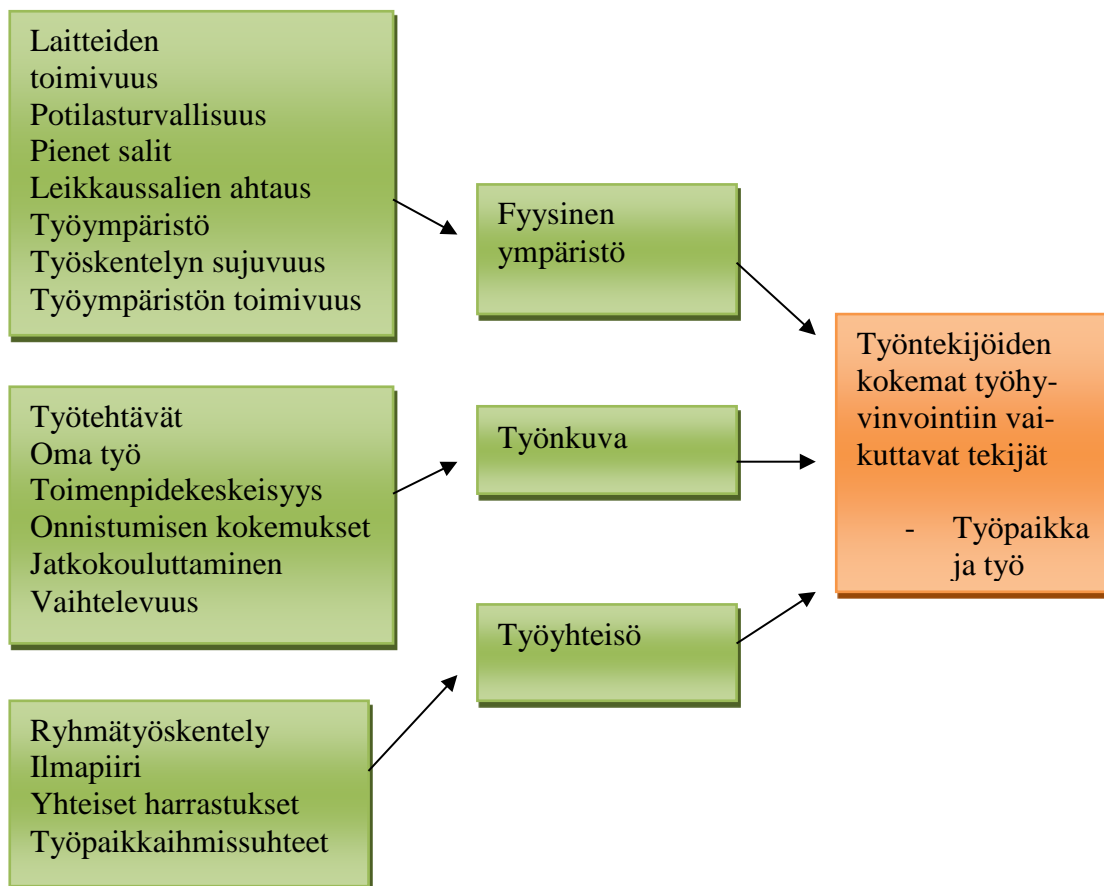 Laitteiden
toimivuus
Potilasturvallisuus
Pienet salit
Leikkaussalien ahtaus
Työympäristö
Työskentelyn sujuvuus
Työympäristön toimivuus
Fyysinen
ympäristö
Työtehtävät
Oma työ
Toimenpidekeskeisyys
Onnistumisen kokemukset
Jatkokouluttaminen
Vaihtelevuus
Työnkuva
Ryhmätyöskentely
Ilmapiiri
Yhteiset harrastukset
Työpaikkaihmissuhteet
Työyhteisö
Työntekijöiden
kokemat työhy-
vinvointiin vai-
kuttavat tekijät
- Työpaikka
ja työ